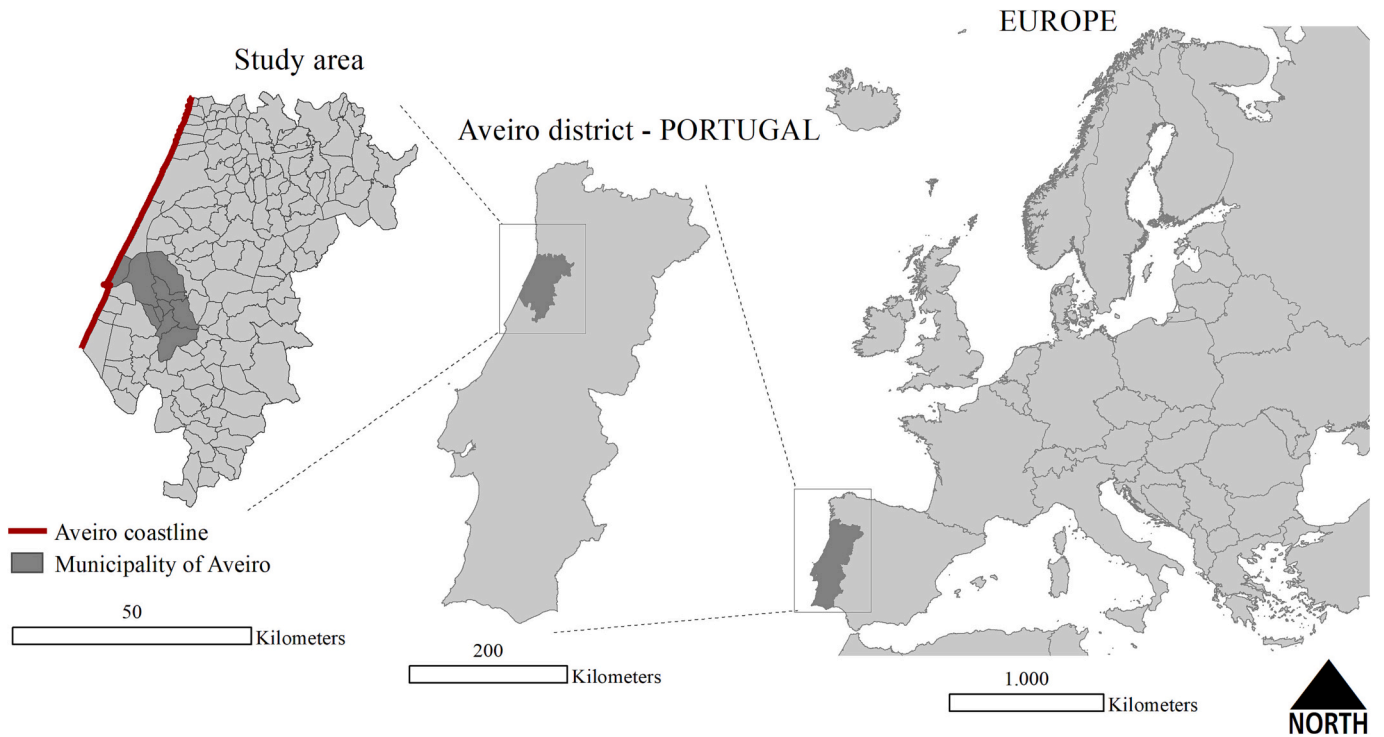 EUROPE
Study area
Aveiro district - PORTUGAL
Aveiro coastline
Municipality of Aveiro
50
Kilometers
200
Kilometers
1.000
Kilometers
NORTH